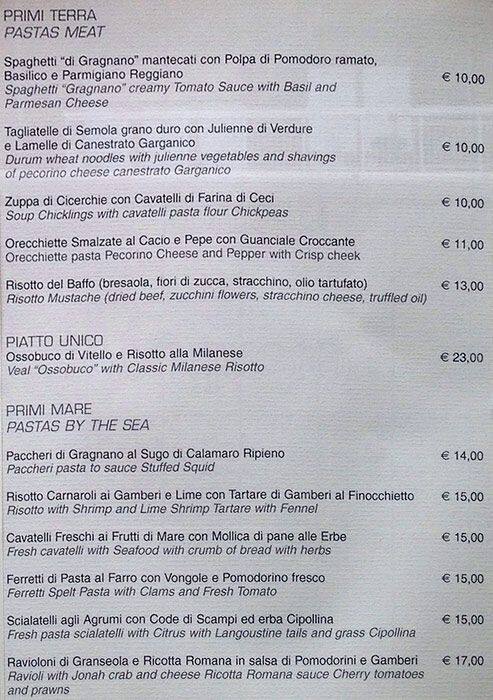 PRIMI TERRA
PASTAS MEAT
Spaghetti "di Gragnano" mantecati con Polpa di Pomodoro ramato,
Basilico e Parmigiano Reggiano € 10,00
Spaghetti "Gragnano" creamy Tomato Sauce with Basil and
Parmesan Cheese
Tagliatelle di Semola grano duro con Julienne di Verdure
e Lamelle di Canestrato Garganico € 10,00
Durum wheat noodles with julienne vegetables and shavings
of pecorino cheese canestrato Garganico
Zuppa di Cicerchie con Cavatelli di Farina di Ceci € 10,00
Soup Chicklings with cavatelli pasta flour Chickpeas
Orecchiette Smalzate al Cacio e Pepe con Guanciale Croccante € 11,00
Orecchiette pasta Pecorino Cheese and Pepper with Crisp cheek
Risotto del Baffo (bresaola, fiori di zucca, stracchino, olio tartufato) € 13,00
Risotto Mustache (dried beef, zucchini flowers, stracchino cheese, truffled oil)
PIATTO UNICO
Ossobuco di Vitello e Risotto alla Milanese € 23,00
Veal "Ossobuco" with Classic Milanese Risotto
PRIMI MARE
PASTAS BY THE SEA
Paccheri di Gragnano al Sugo di Calamaro Ripieno € 14,00
Paccheri pasta to sauce Stuffed Squid
Risotto Carnaroli ai Gamberi e Lime con Tartare di Gamberi al Finocchietto € 15,00
Risotto with Shrimp and Lime Shrimp Tartare with Fennel
Cavatelli Freschi ai Frutti di Mare con Mollica di pane alle Erbe € 15,00
Fresh cavatelli with Seafood with crumb of bread with herbs
Ferretti di Pasta al Farro con Vongole e Pomodorino fresco € 15,00
Ferretti Spelt Pasta with Clams and Fresh Tomato
Scialatelli agli Agrumi con Code di Scampi ed erba Cipollina € 15,00
Fresh pasta scialatelli with Citrus with Langoustine tails and grass Cipollina
Ravioloni di Granseola e Ricotta Romana in salsa di Pomodorini e Gamberi € 17,00
Ravioli with Jonah crab and cheese Ricotta Romana sauce Cherry tomatoes
and prawns